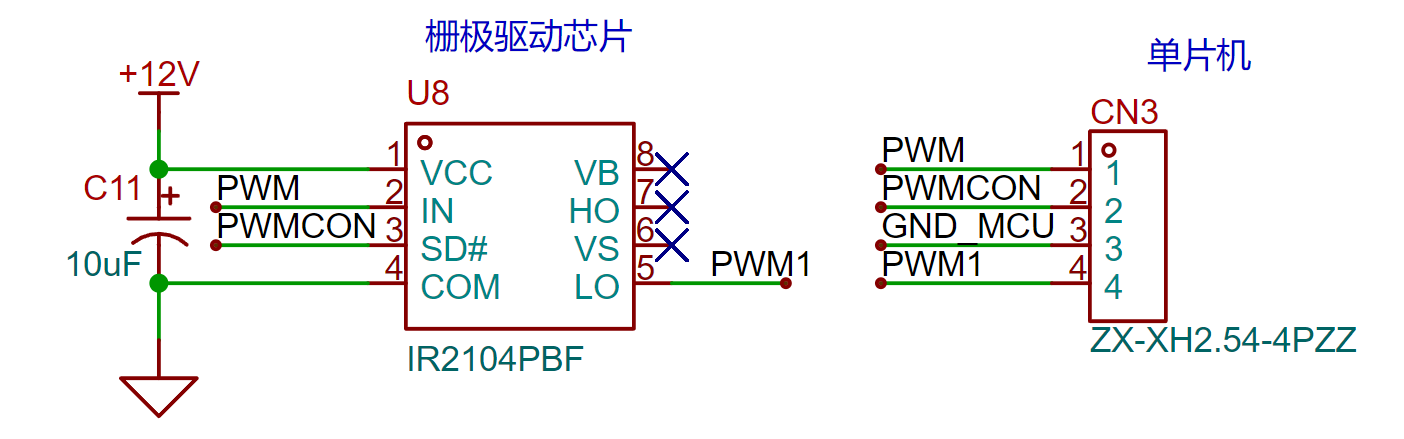 栅极驱动芯片
单片机
+12V
U8
CN3
C11
+
10uF
PWM
PWMCON
1
2
3
4
VCC
IN
SD#
COM
VB
HO
VS
LO
8
7
6
5
PWM1
IR2104PBF
PWM
PWMCON
GND_MCU
PWM1
1
2
3
4
1
2
3
4
ZX-XH2.54-4PZZ